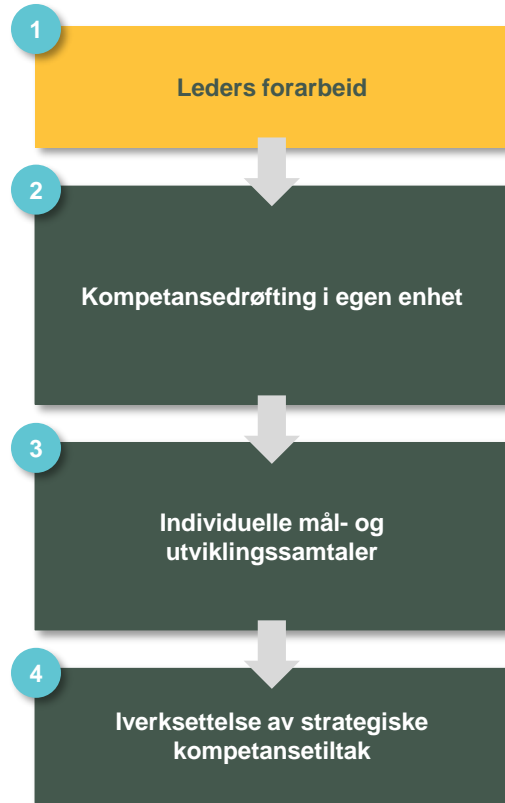 1
Leders forarbeid
2
Kompetansedrøfting i egen enhet
3
Individuelle mål- og
utviklingssamtaler
4
Iverksettelse av strategiske
kompetansetiltak